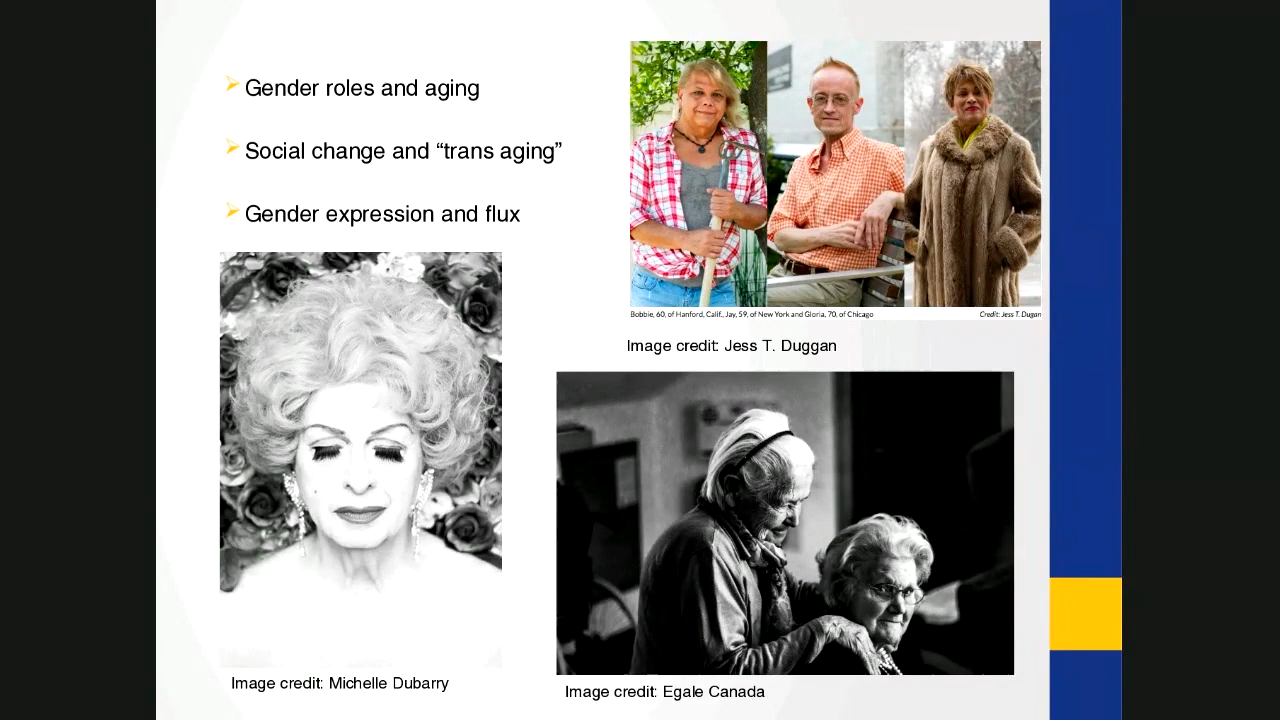 Gender roles and aging
Social change and “trans aging”
Gender expression and flux
Bobbie, 60, of Hanford, Calif., Jay, 59, of New York and Gloria, 70, of Chicago
Credit: Jess T. Dugan
Image credit: Jess T. Duggan
Image credit: Michelle Dubarry
Image credit: Egale Canada